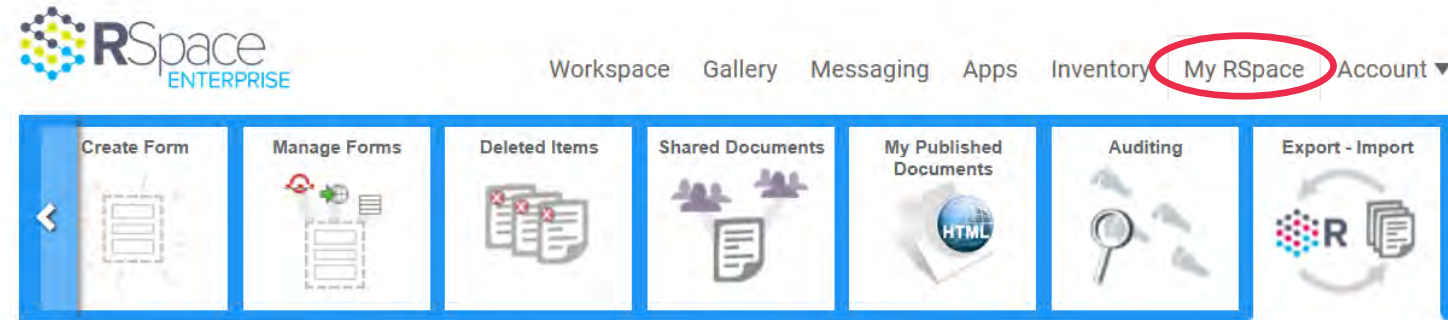 RSpace
ENTERPRISE
Workspace Gallery Messaging Apps Inventory My RSpace Account
Create Form
Manage Forms
Deleted Items
Shared Documents
My Published
Documents
HTML
Auditing
Export - Import
R